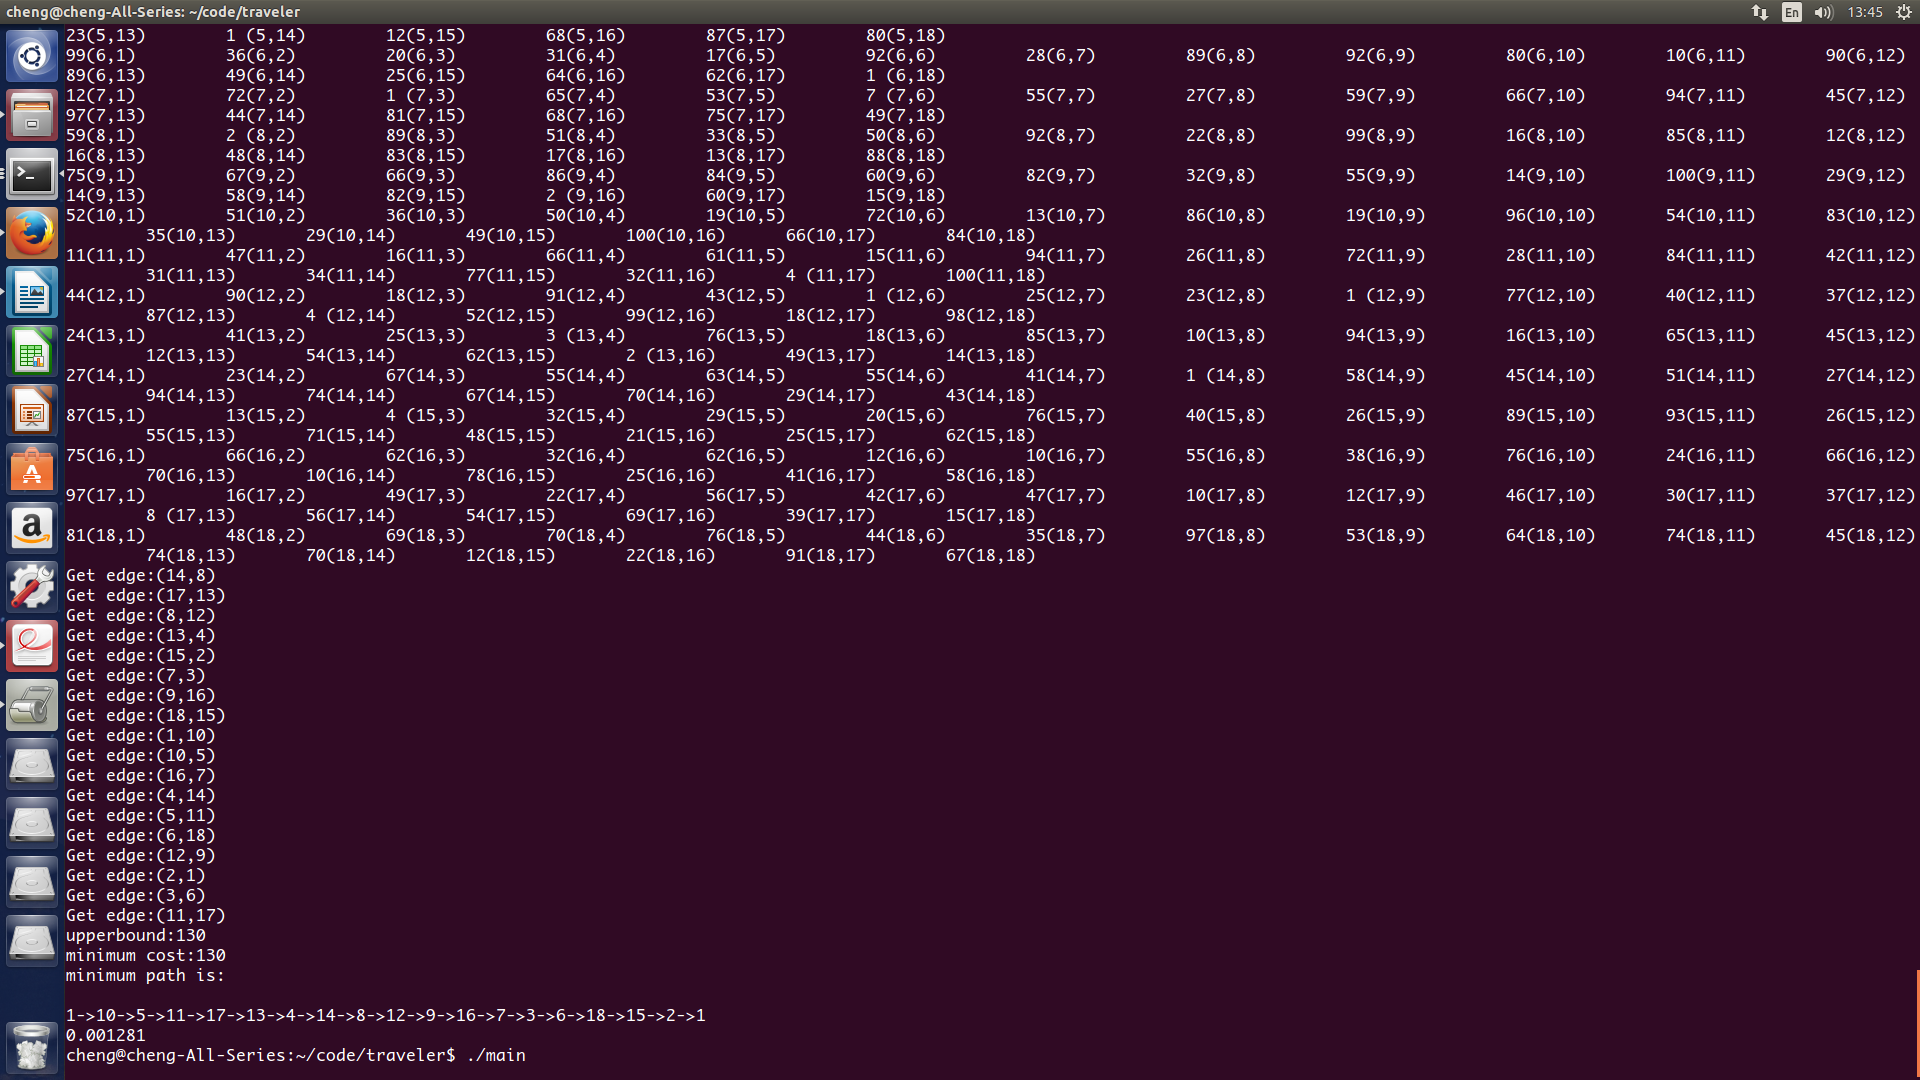 cheng@cheng-All-Series: ~/code/traveler En 13:45
23(5,13) 1 (5,14) 12(5,15) 68(5,16) 87(5,17) 80(5,18)
99(6,1) 36(6,2) 20(6,3) 31(6,4) 17(6,5) 92(6,6) 28(6,7) 89(6,8) 92(6,9) 80(6,10) 10(6,11) 90(6,12)
89(6,13) 49(6,14) 25(6,15) 64(6,16) 62(6,17) 1 (6,18)
12(7,1) 72(7,2) 1 (7,3) 65(7,4) 53(7,5) 7 (7,6) 55(7,7) 27(7,8) 59(7,9) 66(7,10) 94(7,11) 45(7,12)
97(7,13) 44(7,14) 81(7,15) 68(7,16) 75(7,17) 49(7,18)
59(8,1) 2 (8,2) 89(8,3) 51(8,4) 33(8,5) 50(8,6) 92(8,7) 22(8,8) 99(8,9) 16(8,10) 85(8,11) 12(8,12)
16(8,13) 48(8,14) 83(8,15) 17(8,16) 13(8,17) 88(8,18)
75(9,1) 67(9,2) 66(9,3) 86(9,4) 84(9,5) 60(9,6) 82(9,7) 32(9,8) 55(9,9) 14(9,10) 100(9,11) 29(9,12)
14(9,13) 58(9,14) 82(9,15) 2 (9,16) 60(9,17) 15(9,18)
52(10,1) 51(10,2) 36(10,3) 50(10,4) 19(10,5) 72(10,6) 13(10,7) 86(10,8) 19(10,9) 96(10,10) 54(10,11) 83(10,12)
35(10,13) 29(10,14) 49(10,15) 100(10,16) 66(10,17) 84(10,18)
11(11,1) 47(11,2) 16(11,3) 66(11,4) 61(11,5) 15(11,6) 94(11,7) 26(11,8) 72(11,9) 28(11,10) 84(11,11) 42(11,12)
31(11,13) 34(11,14) 77(11,15) 32(11,16) 4 (11,17) 100(11,18)
44(12,1) 90(12,2) 18(12,3) 91(12,4) 43(12,5) 1 (12,6) 25(12,7) 23(12,8) 1 (12,9) 77(12,10) 40(12,11) 37(12,12)
87(12,13) 4 (12,14) 52(12,15) 99(12,16) 18(12,17) 98(12,18)
24(13,1) 41(13,2) 25(13,3) 3 (13,4) 76(13,5) 18(13,6) 85(13,7) 10(13,8) 94(13,9) 16(13,10) 65(13,11) 45(13,12)
12(13,13) 54(13,14) 62(13,15) 2 (13,16) 49(13,17) 14(13,18)
27(14,1) 23(14,2) 67(14,3) 55(14,4) 63(14,5) 55(14,6) 41(14,7) 1 (14,8) 58(14,9) 45(14,10) 51(14,11) 27(14,12)
94(14,13) 74(14,14) 67(14,15) 70(14,16) 29(14,17) 43(14,18)
87(15,1) 13(15,2) 4 (15,3) 32(15,4) 29(15,5) 20(15,6) 76(15,7) 40(15,8) 26(15,9) 89(15,10) 93(15,11) 26(15,12)
55(15,13) 71(15,14) 48(15,15) 21(15,16) 25(15,17) 62(15,18)
75(16,1) 66(16,2) 62(16,3) 32(16,4) 62(16,5) 12(16,6) 10(16,7) 55(16,8) 38(16,9) 76(16,10) 24(16,11) 66(16,12)
70(16,13) 10(16,14) 78(16,15) 25(16,16) 41(16,17) 58(16,18)
97(17,1) 16(17,2) 49(17,3) 22(17,4) 56(17,5) 42(17,6) 47(17,7) 10(17,8) 12(17,9) 46(17,10) 30(17,11) 37(17,12)
8 (17,13) 56(17,14) 54(17,15) 69(17,16) 39(17,17) 15(17,18)
81(18,1) 48(18,2) 69(18,3) 70(18,4) 76(18,5) 44(18,6) 35(18,7) 97(18,8) 53(18,9) 64(18,10) 74(18,11) 45(18,12)
74(18,13) 70(18,14) 12(18,15) 22(18,16) 91(18,17) 67(18,18)
Get edge:(14,8)
Get edge:(17,13)
Get edge:(8,12)
Get edge:(13,4)
Get edge:(15,2)
Get edge:(7,3)
Get edge:(9,16)
Get edge:(18,15)
Get edge:(1,10)
Get edge:(10,5)
Get edge:(16,7)
Get edge:(4,14)
Get edge:(5,11)
Get edge:(6,18)
Get edge:(12,9)
Get edge:(2,1)
Get edge:(3,6)
Get edge:(11,17)
upperbound:130
minimum cost:130
minimum path is:
1->10->5->11->17->13->4->14->8->12->9->16->7->3->6->18->15->2->1
0.001281
cheng@cheng-All-Series:~/code/traveler$ ./main